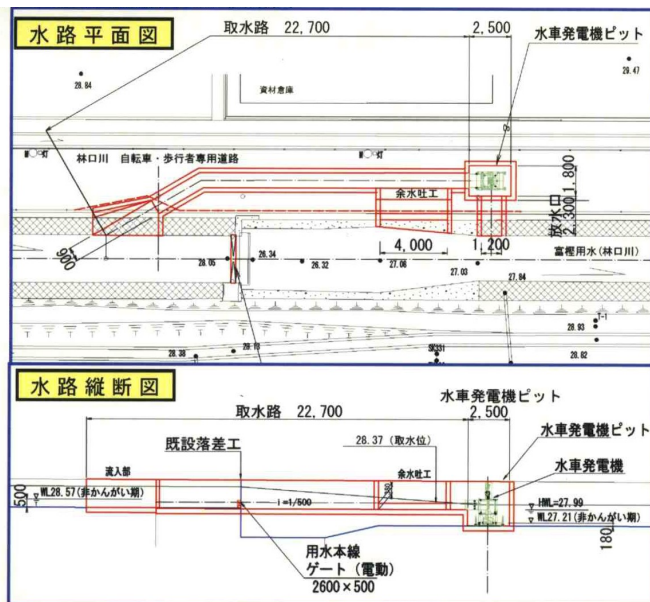 水路平面図
取水路 22,700
2,500
水車発電機ピット
28.84
29.47
資材倉庫
林口川 自転車・歩行者専用道路
余水吐工
放水口
2,300
1,800
900
4,000
1,200
富樫用水(林口川)
28.05
28.34
26.32
27.06
27.03
27.84
T-1
28.93
28.38
28.82
水路縦断図
水車発電機ピット
取水路 22,700
2,500
水車発電機ピット
既設落差工
28.37 (取水位)
水車発電機
流入部
余水吐工
WL28.57(非かんがい期)
500
i=1/500
HWL=27.99
WL27.21(非かんがい期)
180
用水本線
ゲート (電動)
2600×500